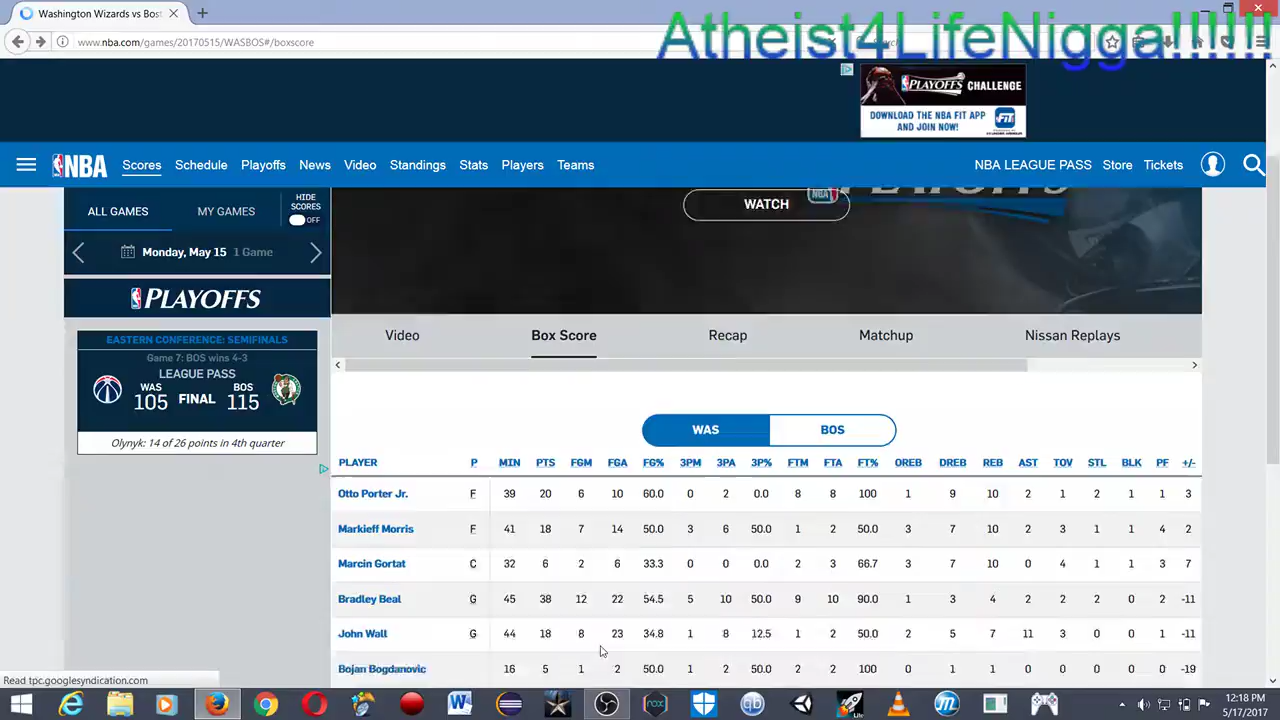 Washington Wizards vs Bost
Atheist4LifeNigga!!!!!!
www.nba.com/games/20170515/WASBOS#/boxscore
PLAYOFFS CHALLENGE
DOWNLOAD THE NBA FIT APP
AND JOIN NOW!
FIT
NBA Scores Schedule Playoffs News Video Standings Stats Players Teams NBA LEAGUE PASS Store Tickets
ALL GAMES MY GAMES HIDE SCORES OFF
WATCH
Monday, May 15 1 Game
PLAYOFFS
EASTERN CONFERENCE: SEMIFINALS
Game 7: BOS wins 4-3
LEAGUE PASS
WAS BOS
105 FINAL 115
Olynyk: 14 of 26 points in 4th quarter
Video Box Score Recap Matchup Nissan Replays
WAS BOS
PLAYER P MIN PTS FGM FGA FG% 3PM 3PA 3P% FTM FTA FT% OREB DREB REB AST TOV STL BLK PF +/-
Otto Porter Jr. F 39 20 6 10 60.0 0 2 0.0 8 8 100 1 9 10 2 1 2 1 1 3
Markieff Morris F 41 18 7 14 50.0 3 6 50.0 1 2 50.0 3 7 10 2 3 1 1 4 2
Marcin Gortat C 32 6 2 6 33.3 0 0 0.0 2 3 66.7 3 7 10 0 4 1 1 3 7
Bradley Beal G 45 38 12 22 54.5 5 10 50.0 9 10 90.0 1 3 4 2 2 2 0 2 -11
John Wall G 44 18 8 23 34.8 1 8 12.5 1 2 50.0 2 5 7 11 3 0 0 1 -11
Bojan Bogdanovic 16 5 1 2 50.0 1 2 50.0 2 2 100 0 1 1 0 0 0 0 0 -19
Read tpc.googlesyndication.com
12:18 PM
5/17/2017